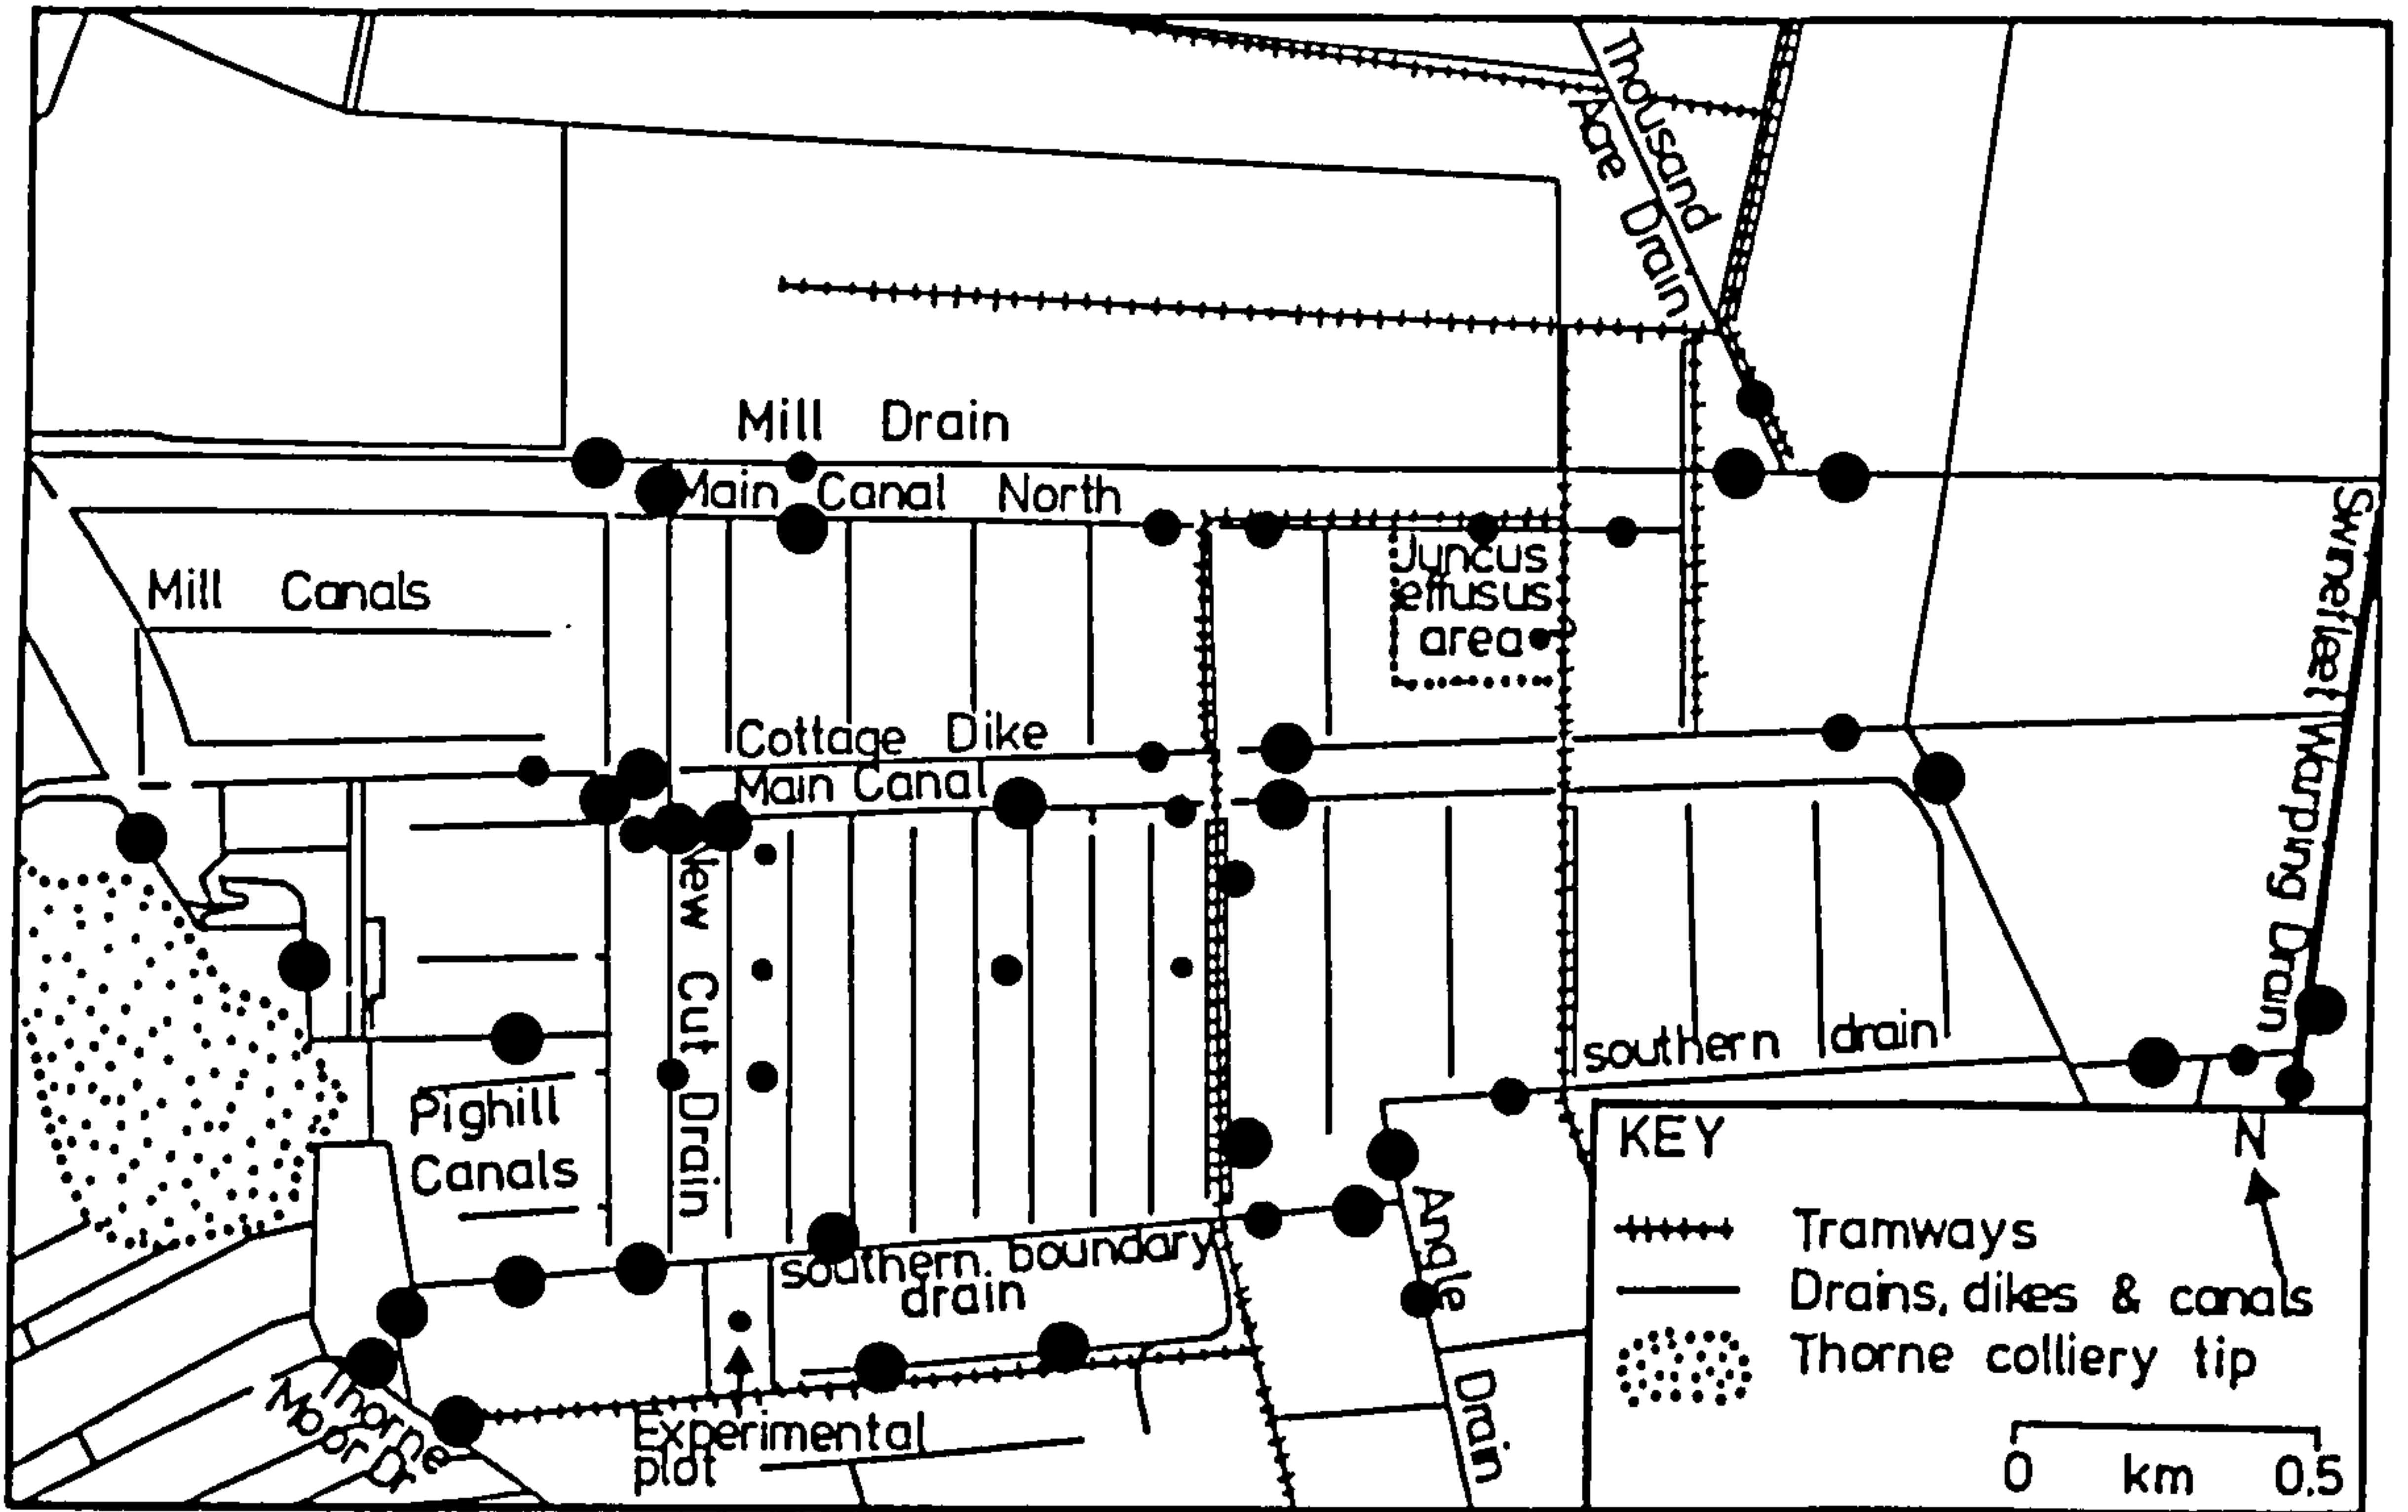 Thousand
Acre Drain
Mill Drain
Main Canal North
Juncus
effusus
area
Mill Canals
Swinefleet Warping Drain
Cottage Dike
Main Canal
New Cut Drain
southern drain
Pighill
Canals
southern boundary
drain
Angle Drain
Thorne
Moor Dr
Experimental
plot
KEY
N
Tramways
Drains, dikes & canals
Thorne colliery tip
0 km 0.5